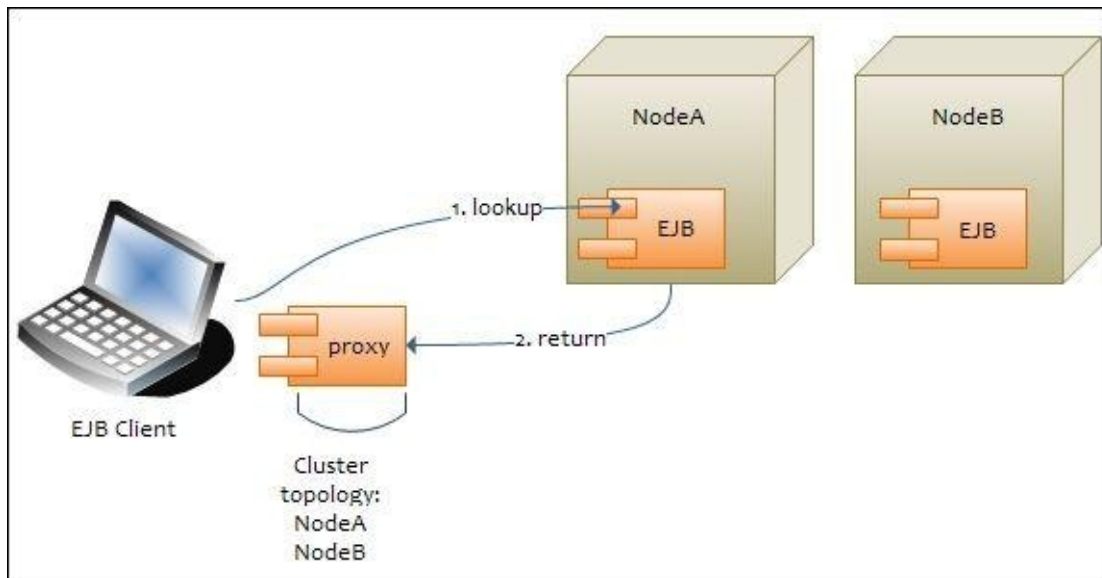 NodeA
NodeB
1. lookup
EJB
EJB
2. return
proxy
EJB Client
Cluster
topology:
NodeA
NodeB